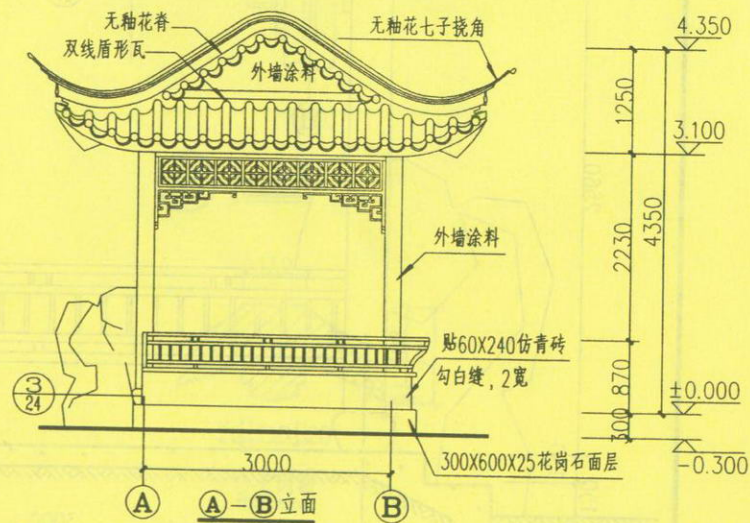 无釉花脊
双线盾形瓦
外墙涂料
无釉花七子挠角
4.350
1250
3.100
2230
4350
外墙涂料
贴60X240仿青砖
勾白缝，2宽
870
±0.000
300
-0.300
300X600X25花岗石面层
3
24
3000
A
B
A-B立面